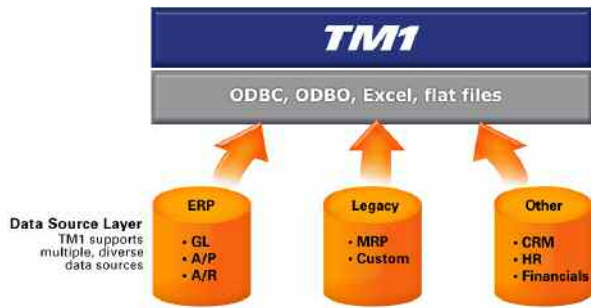 TM1
ODBC, ODBO, Excel, flat files
Data Source Layer
TM1 supports
multiple, diverse
data sources
ERP
• GL
• A/P
• A/R
Legacy
• MRP
• Custom
Other
• CRM
• HR
• Financials